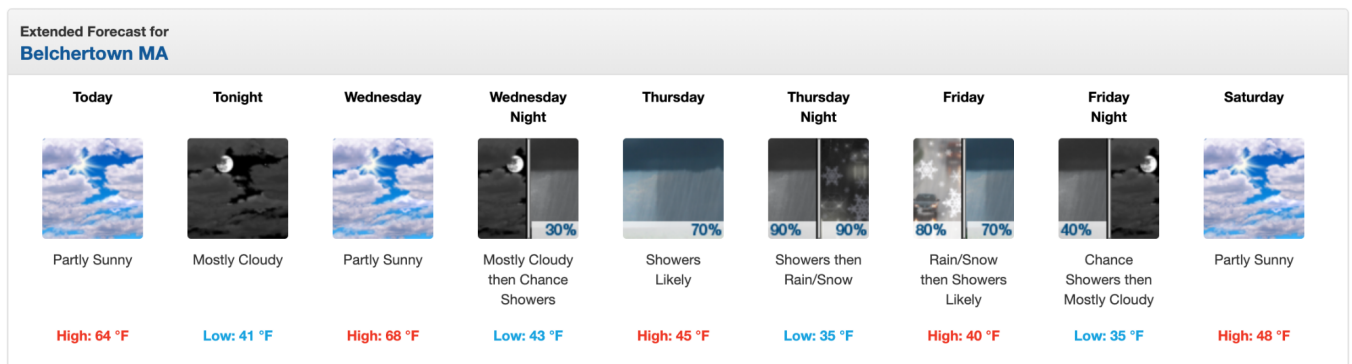 Extended Forecast for
Belchertown MA
Today
Tonight
Wednesday
Wednesday
Night
Thursday
Thursday
Night
Friday
Friday
Night
Saturday
30%
70%
90% 90%
80% 70%
40%
Partly Sunny
Mostly Cloudy
Partly Sunny
Mostly Cloudy
then Chance
Showers
Showers
Likely
Showers then
Rain/Snow
Rain/Snow
then Showers
Likely
Chance
Showers then
Mostly Cloudy
Partly Sunny
High: 64 °F
Low: 41 °F
High: 68 °F
Low: 43 °F
High: 45 °F
Low: 35 °F
High: 40 °F
Low: 35 °F
High: 48 °F